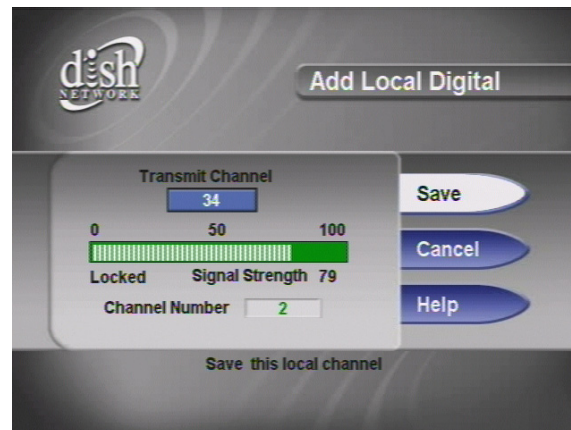 dish
NETWORK
Add Local Digital
Transmit Channel
34
0 50 100
Locked Signal Strength 79
Channel Number 2
Save
Cancel
Help
Save this local channel